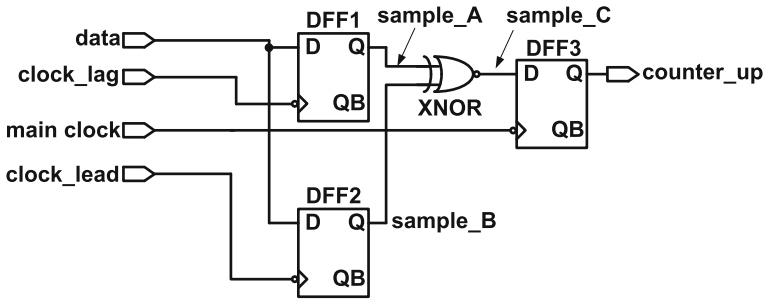 sample_A
sample_C
DFF1
data
D
Q
DFF3
clock_lag
D
Q
counter_up
QB
XNOR
main clock
QB
clock_lead
DFF2
D
Q
sample_B
QB